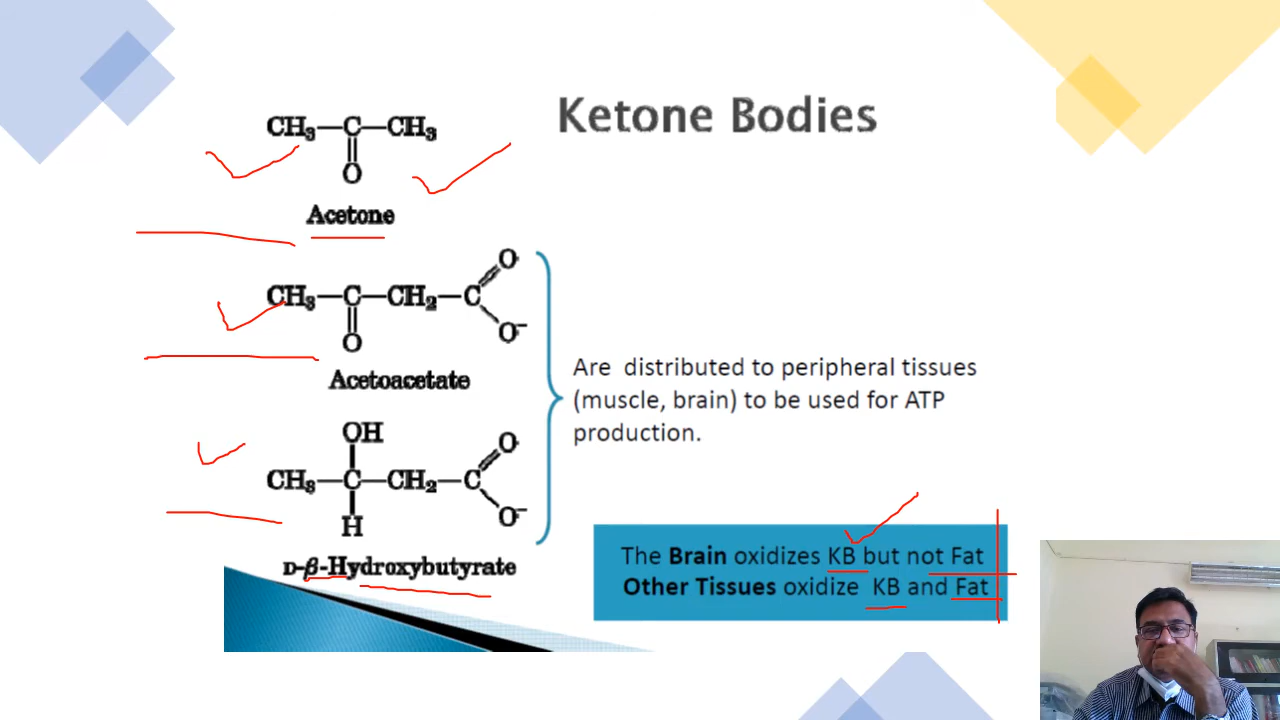 Ketone Bodies
CH₃—C—CH₃
O
Acetone
O
CH₃—C—CH₂—C
O⁻
O
Acetoacetate
OH
O
CH₃—C—CH₂—C
O⁻
H
D-β-Hydroxybutyrate
Are distributed to peripheral tissues
(muscle, brain) to be used for ATP
production.
The Brain oxidizes KB but not Fat
Other Tissues oxidize KB and Fat